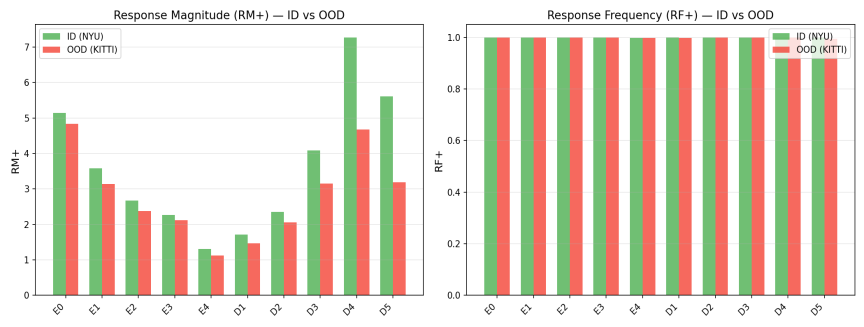 Response Magnitude (RM+) — ID vs OOD
ID (NYU)
OOD (KITTI)
RM+
7
6
5
4
3
2
1
0
E0 E1 E2 E3 E4 D1 D2 D3 D4 D5
Response Frequency (RF+) — ID vs OOD
ID (NYU)
OOD (KITTI)
RF+
1.0
0.8
0.6
0.4
0.2
0.0
E0 E1 E2 E3 E4 D1 D2 D3 D4 D5